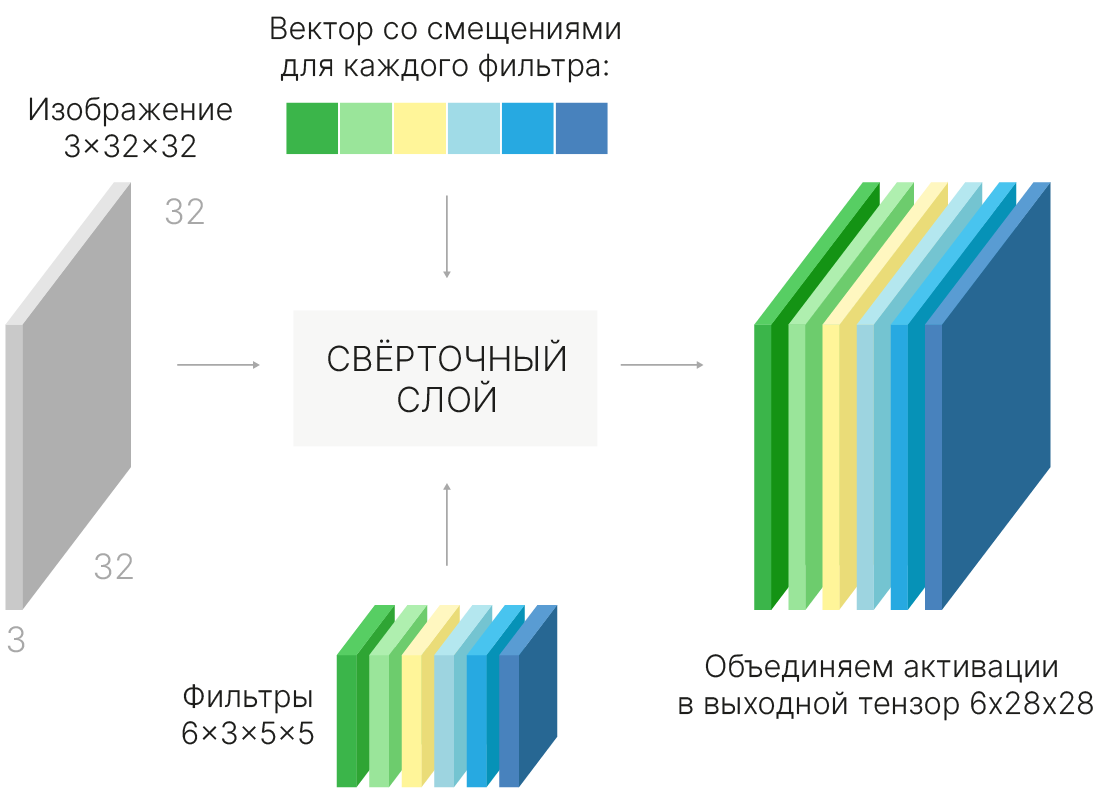 Вектор со смещениями
для каждого фильтра:
Изображение
3×32×32
32
СВЁРТОЧНЫЙ
СЛОЙ
32
3
Фильтры
6×3×5×5
Объединяем активации
в выходной тензор 6x28x28